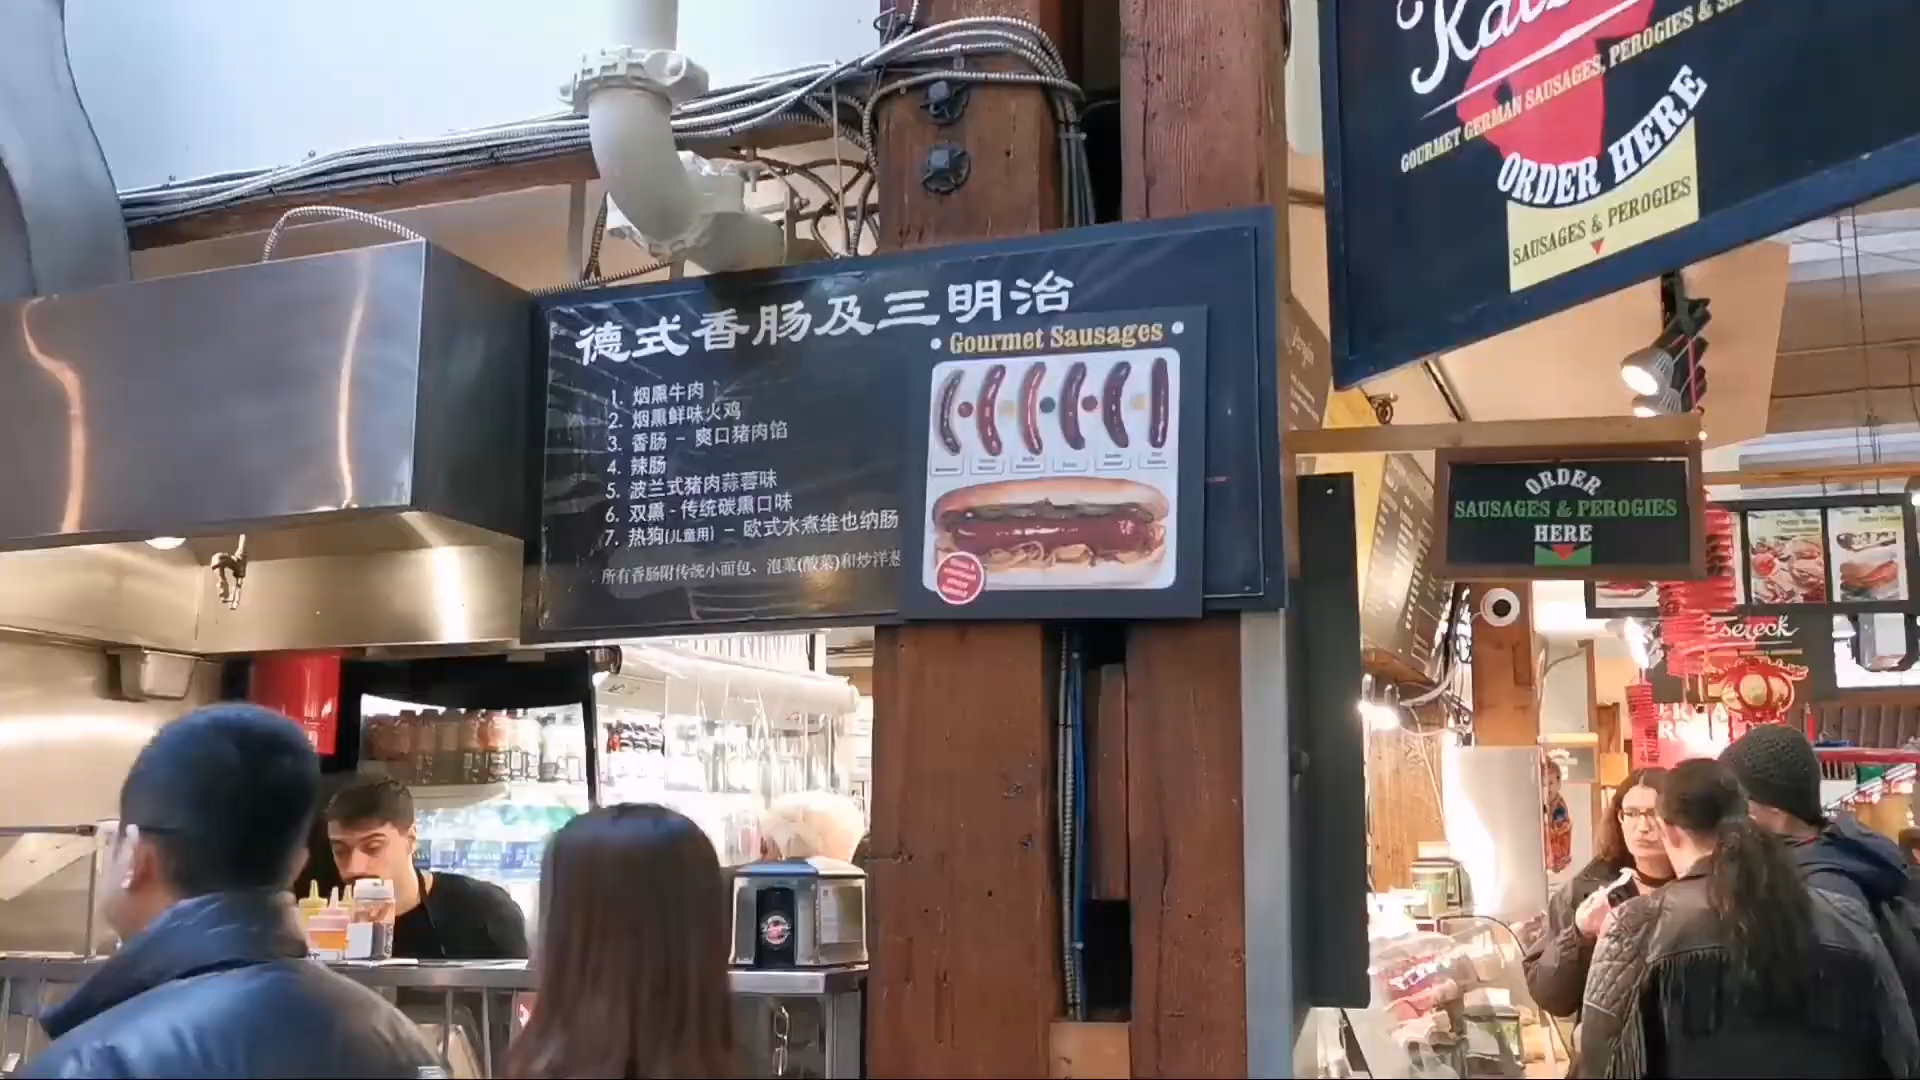 德式香肠及三明治
• Gourmet Sausages •
1. 烟熏牛肉
2. 烟熏鲜味火鸡
3. 香肠 - 爽口猪肉馅
4. 辣肠
5. 波兰式猪肉蒜蓉味
6. 双熏 - 传统碳熏口味
7. 热狗(儿童用) - 欧式水煮维也纳肠
所有香肠附传统小面包、泡菜(酸菜)和炒洋葱
GOURMET GERMAN SAUSAGES, PEROGIES &
ORDER HERE
SAUSAGES & PEROGIES
ORDER
SAUSAGES & PEROGIES
HERE